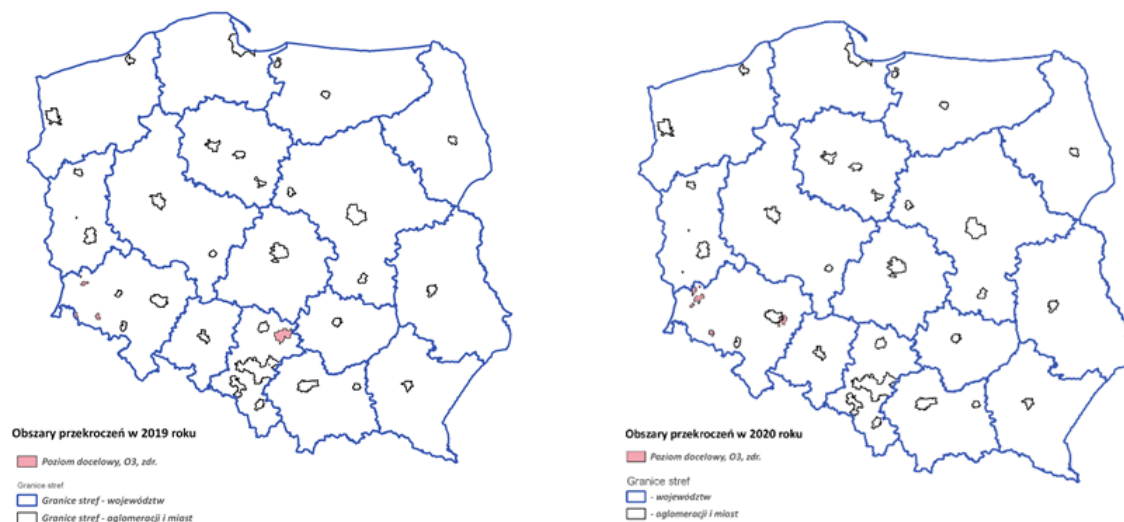 Obszary przekroczeń w 2019 roku
Poziom docelowy, O3, zdr.
Granice stref
Granice stref - województw
Granice stref - aglomeracji i miast
Obszary przekroczeń w 2020 roku
Poziom docelowy, O3, zdr.
Granice stref
- województw
- aglomeracji i miast